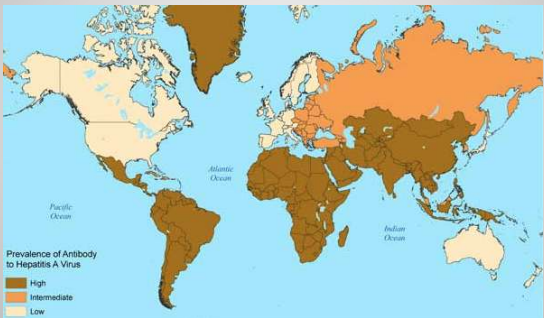 Atlantic
Ocean
Pacific
Ocean
Indian
Ocean
Prevalence of Antibody
to Hepatitis A Virus
High
Intermediate
Low